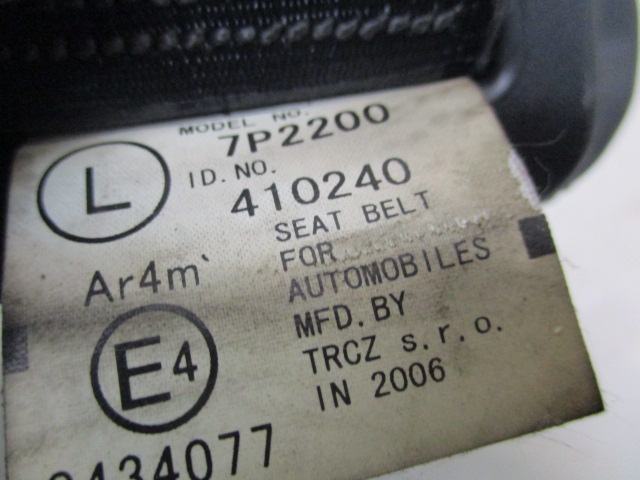 MODEL NO.
7P2200
L
ID. NO.
410240
SEAT BELT
FOR
AUTOMOBILES
Ar4m`
MFD. BY
E4
TRCZ s.r.o.
IN 2006